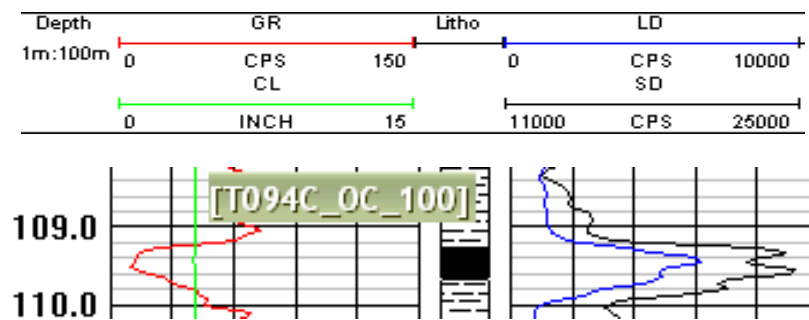 Depth GR Litho LD
1m:100m 0 CPS 150 0 CPS 10000
CL SD
0 INCH 15 11000 CPS 25000
[T094C_OC_100]
109.0
110.0